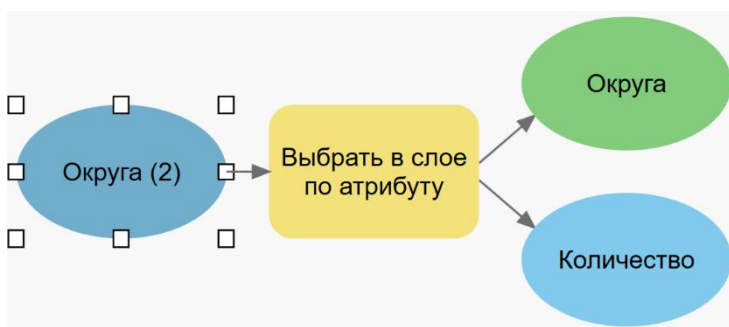 Округа (2)
Выбрать в слое
по атрибуту
Округа
Количество